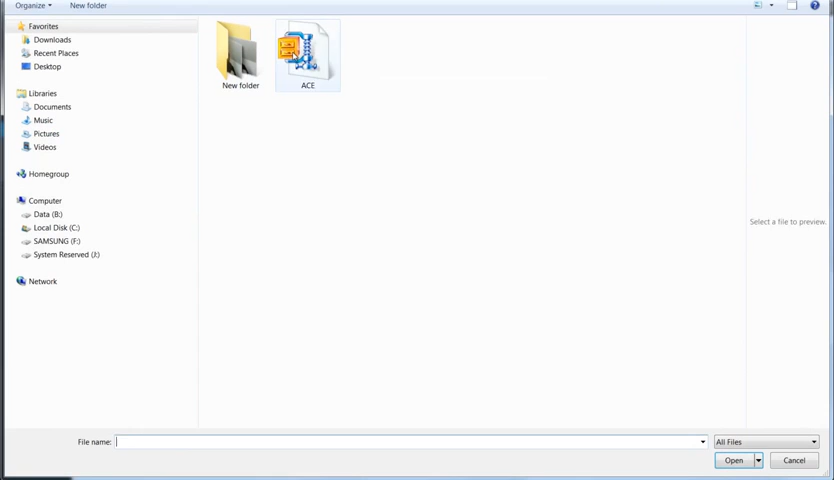 Organize
New folder
Favorites
Downloads
Recent Places
Desktop
Libraries
Documents
Music
Pictures
Videos
Homegroup
Computer
Data (B:)
Local Disk (C:)
SAMSUNG (F:)
System Reserved (J:)
Network
New folder
ACE
Select a file to preview.
File name:
All Files
Open
Cancel